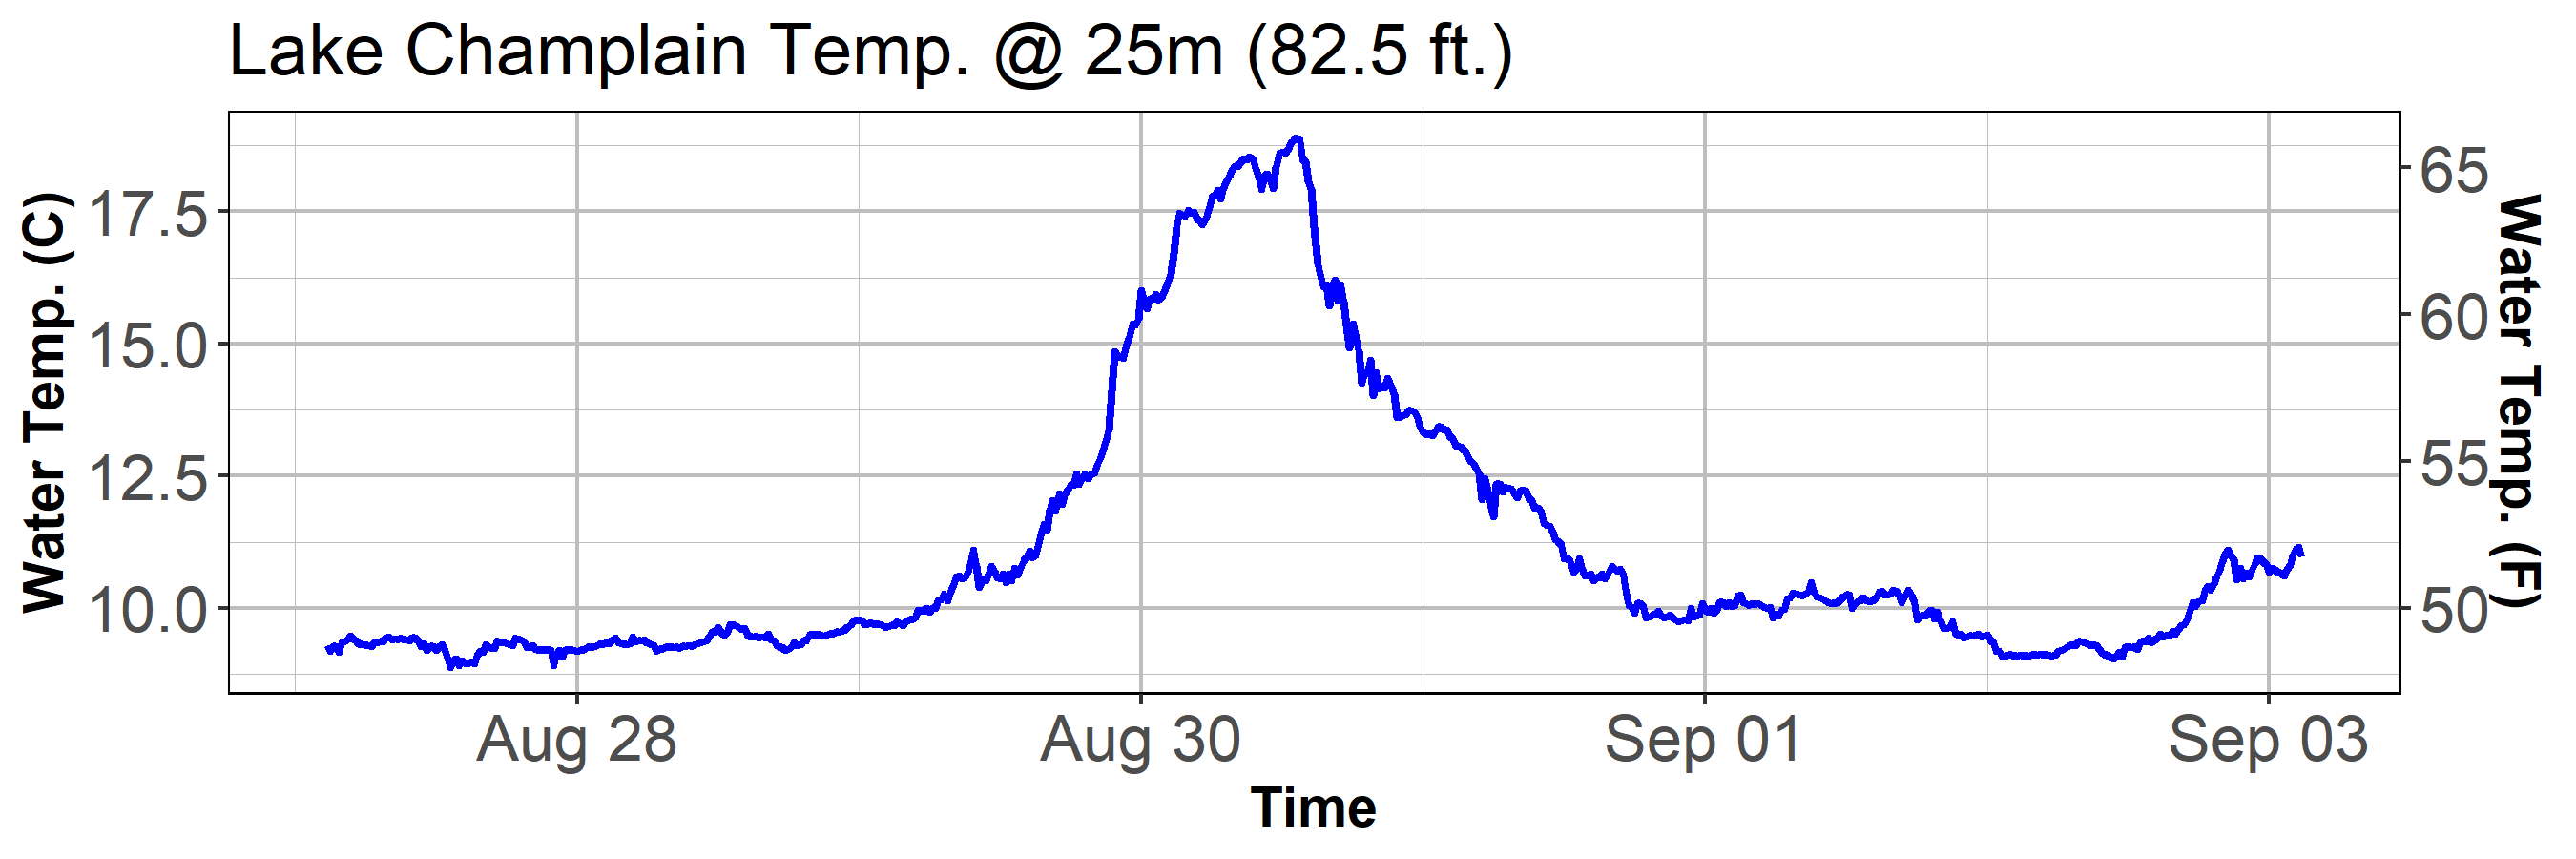 Lake Champlain Temp. @ 25m (82.5 ft.)
Water Temp. (C)
17.5
15.0
12.5
10.0
65
60
55
50
Water Temp. (F)
Aug 28 Aug 30 Sep 01 Sep 03
Time